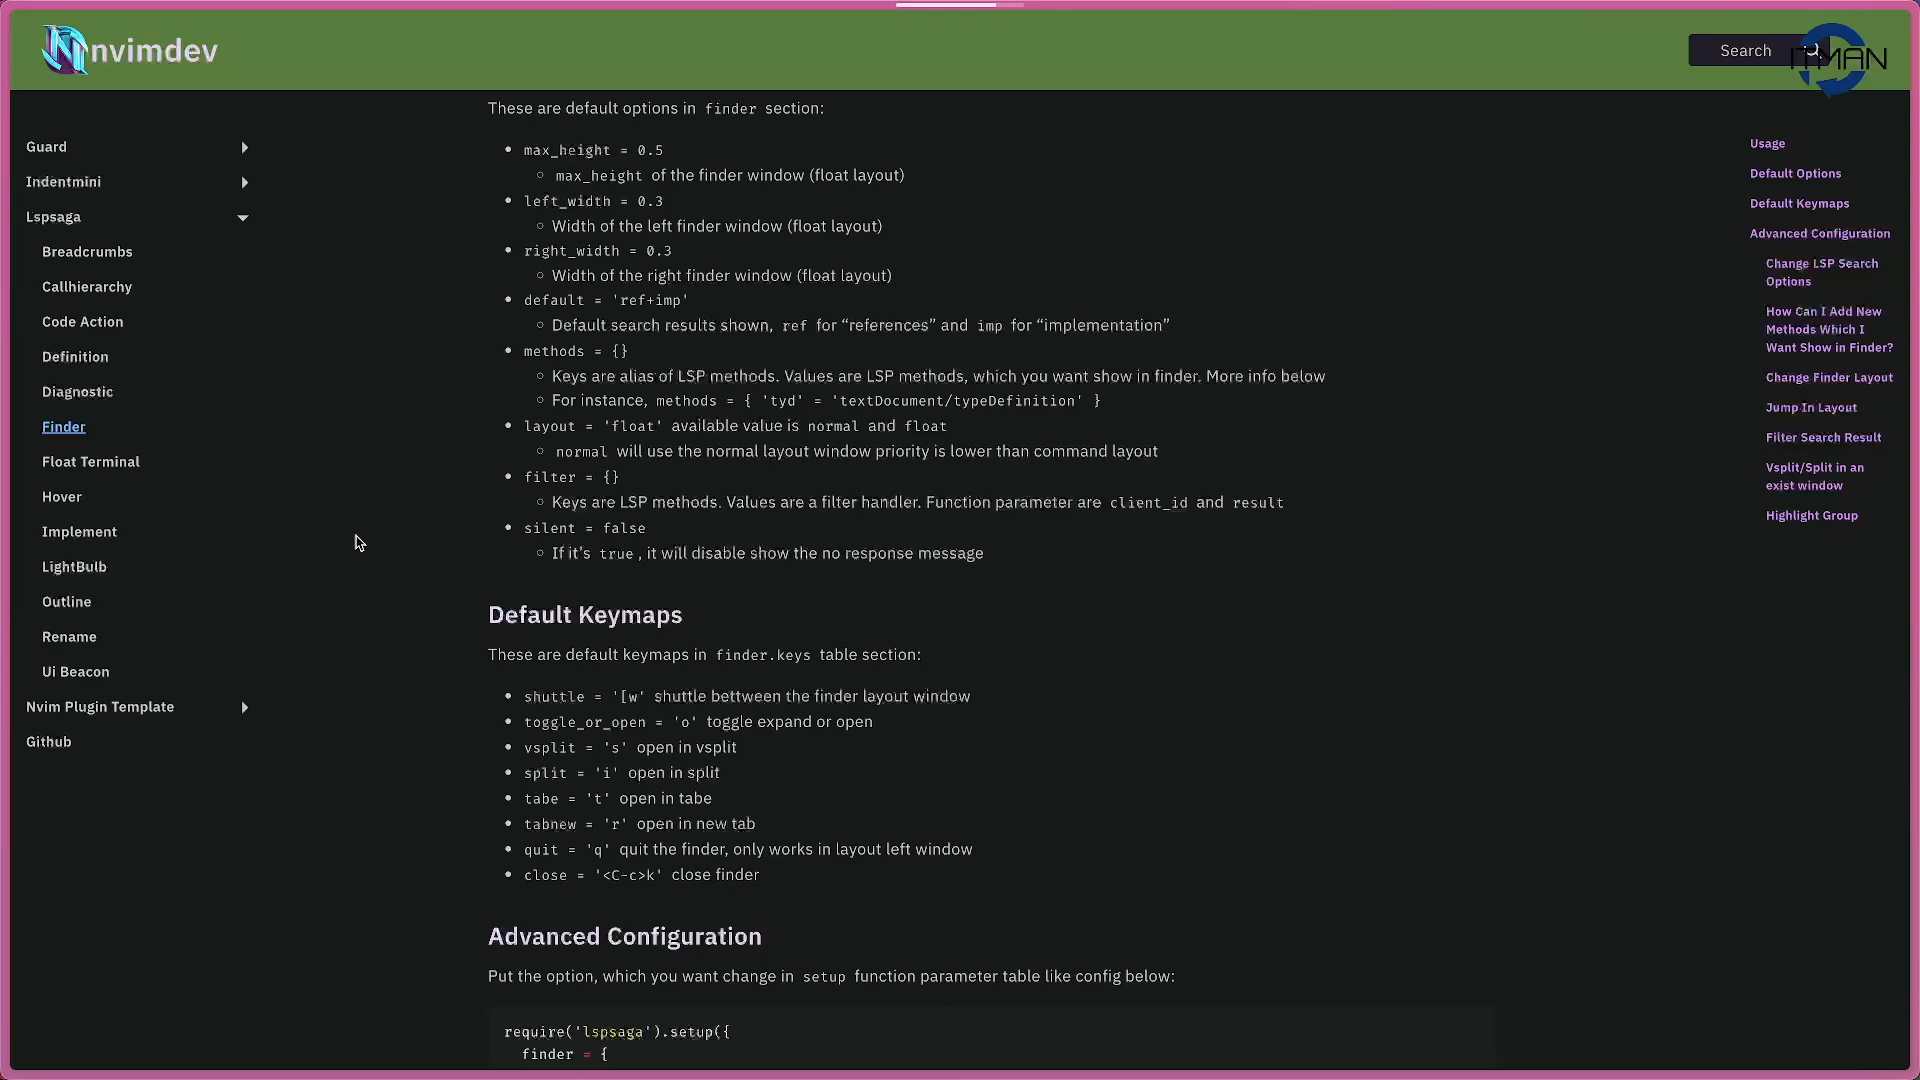 nvimdev
Search
ITMAN
Guard
Indentmini
Lspsaga
Breadcrumbs
Callhierarchy
Code Action
Definition
Diagnostic
Finder
Float Terminal
Hover
Implement
LightBulb
Outline
Rename
Ui Beacon
Nvim Plugin Template
Github
These are default options in finder section:
max_height = 0.5
max_height of the finder window (float layout)
left_width = 0.3
Width of the left finder window (float layout)
right_width = 0.3
Width of the right finder window (float layout)
default = 'ref+imp'
Default search results shown, ref for “references” and imp for “implementation”
methods = {}
Keys are alias of LSP methods. Values are LSP methods, which you want show in finder. More info below
For instance, methods = { 'tyd' = 'textDocument/typeDefinition' }
layout = 'float' available value is normal and float
normal will use the normal layout window priority is lower than command layout
filter = {}
Keys are LSP methods. Values are a filter handler. Function parameter are client_id and result
silent = false
If it’s true , it will disable show the no response message
Default Keymaps
These are default keymaps in finder.keys table section:
shuttle = '[w' shuttle bettween the finder layout window
toggle_or_open = 'o' toggle expand or open
vsplit = 's' open in vsplit
split = 'i' open in split
tabe = 't' open in tabe
tabnew = 'r' open in new tab
quit = 'q' quit the finder, only works in layout left window
close = '<C-c>k' close finder
Advanced Configuration
Put the option, which you want change in setup function parameter table like config below:
require('lspsaga').setup({
finder = {
Usage
Default Options
Default Keymaps
Advanced Configuration
Change LSP Search
Options
How Can I Add New
Methods Which I
Want Show in Finder?
Change Finder Layout
Jump In Layout
Filter Search Result
Vsplit/Split in an
exist window
Highlight Group